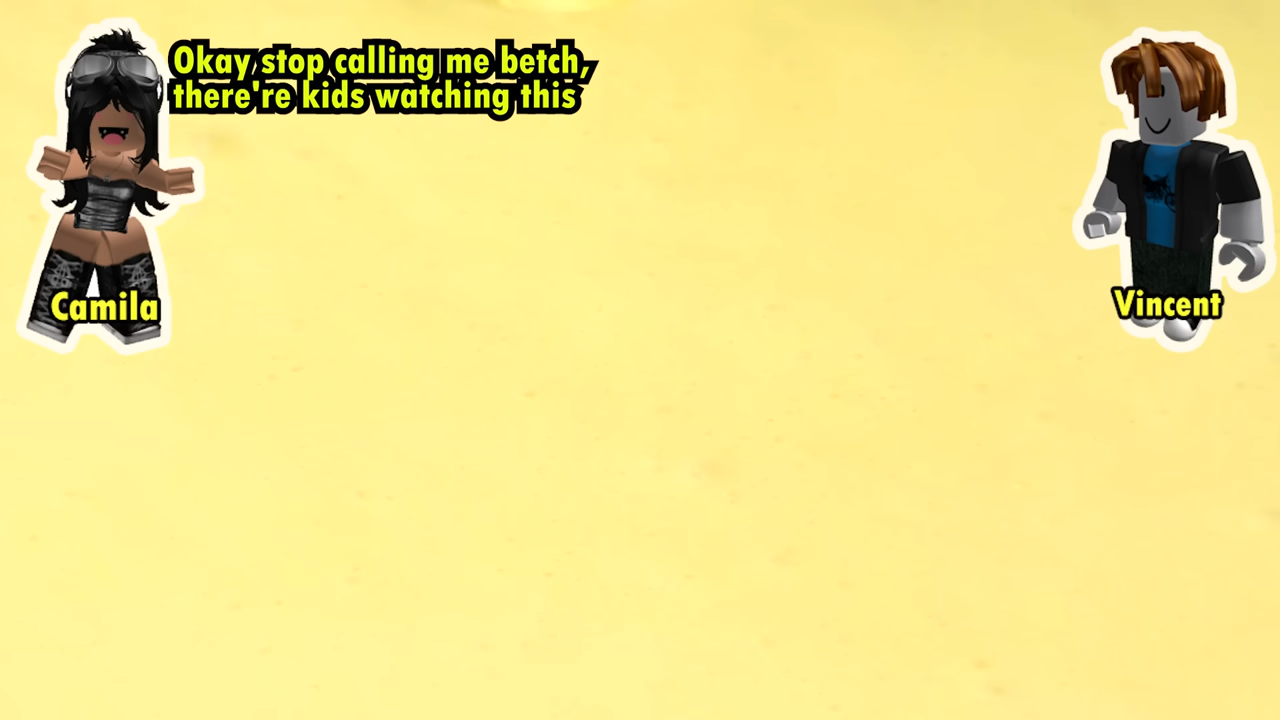 Okay stop calling me betch,
there're kids watching this
Camila
Vincent